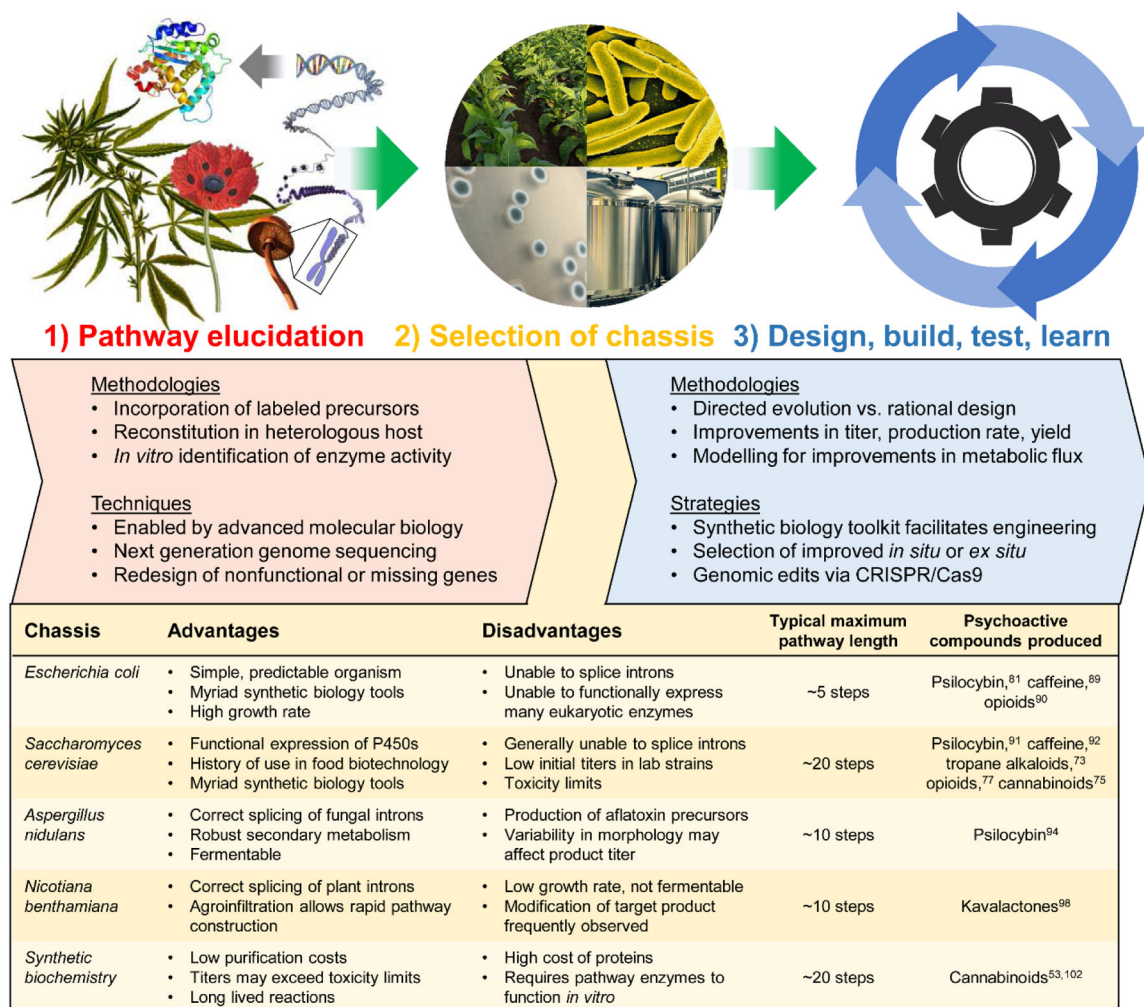 1) Pathway elucidation
2) Selection of chassis
3) Design, build, test, learn
Methodologies
• Incorporation of labeled precursors
• Reconstitution in heterologous host
• In vitro identification of enzyme activity
Techniques
• Enabled by advanced molecular biology
• Next generation genome sequencing
• Redesign of nonfunctional or missing genes
Methodologies
• Directed evolution vs. rational design
• Improvements in titer, production rate, yield
• Modelling for improvements in metabolic flux
Strategies
• Synthetic biology toolkit facilitates engineering
• Selection of improved in situ or ex situ
• Genomic edits via CRISPR/Cas9
Chassis
Advantages
Disadvantages
Typical maximum
pathway length
Psychoactive
compounds produced
Escherichia coli
• Simple, predictable organism
• Myriad synthetic biology tools
• High growth rate
• Unable to splice introns
• Unable to functionally express
many eukaryotic enzymes
~5 steps
Psilocybin,81 caffeine,89
opioids90
Saccharomyces
cerevisiae
• Functional expression of P450s
• History of use in food biotechnology
• Myriad synthetic biology tools
• Generally unable to splice introns
• Low initial titers in lab strains
• Toxicity limits
~20 steps
Psilocybin,91 caffeine,92
tropane alkaloids,73
opioids,77 cannabinoids75
Aspergillus
nidulans
• Correct splicing of fungal introns
• Robust secondary metabolism
• Fermentable
• Production of aflatoxin precursors
• Variability in morphology may
affect product titer
~10 steps
Psilocybin94
Nicotiana
benthamiana
• Correct splicing of plant introns
• Agroinfiltration allows rapid pathway
construction
• Low growth rate, not fermentable
• Modification of target product
frequently observed
~10 steps
Kavalactones98
Synthetic
biochemistry
• Low purification costs
• Titers may exceed toxicity limits
• Long lived reactions
• High cost of proteins
• Requires pathway enzymes to
function in vitro
~20 steps
Cannabinoids53,102